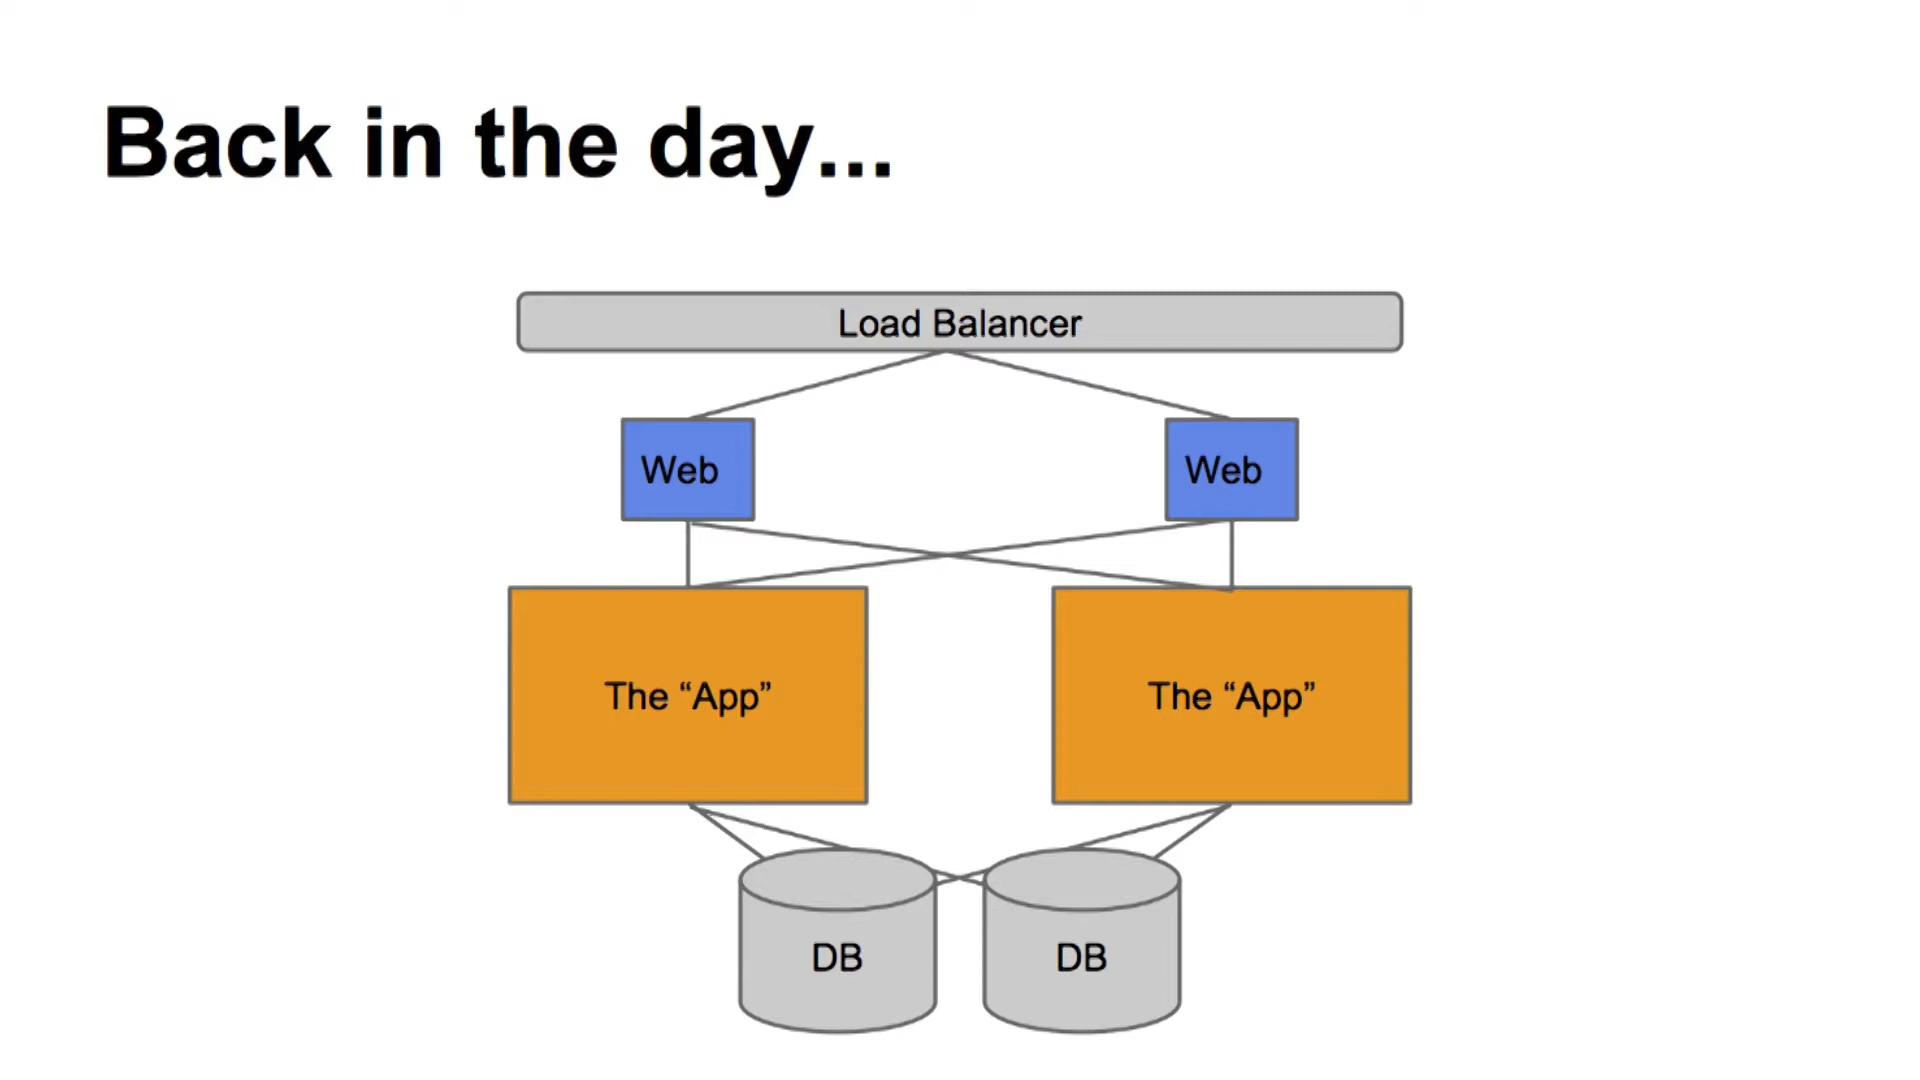 Back in the day...
Load Balancer
Web
Web
The “App”
The “App”
DB
DB